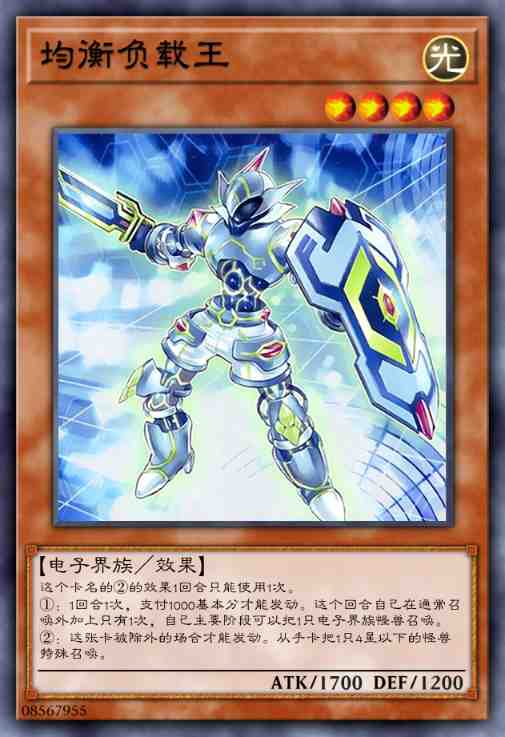 均衡负载王
光
【电子界族／效果】
这个卡名的②的效果1回合只能使用1次。
①：1回合1次，支付1000基本分才能发动。这个回合自己在通常召
唤外加上只有1次，自己主要阶段可以把1只电子界族怪兽召唤。
②：这张卡被除外的场合才能发动。从手卡把1只4星以下的怪兽
特殊召唤。
ATK/1700 DEF/1200
08567955